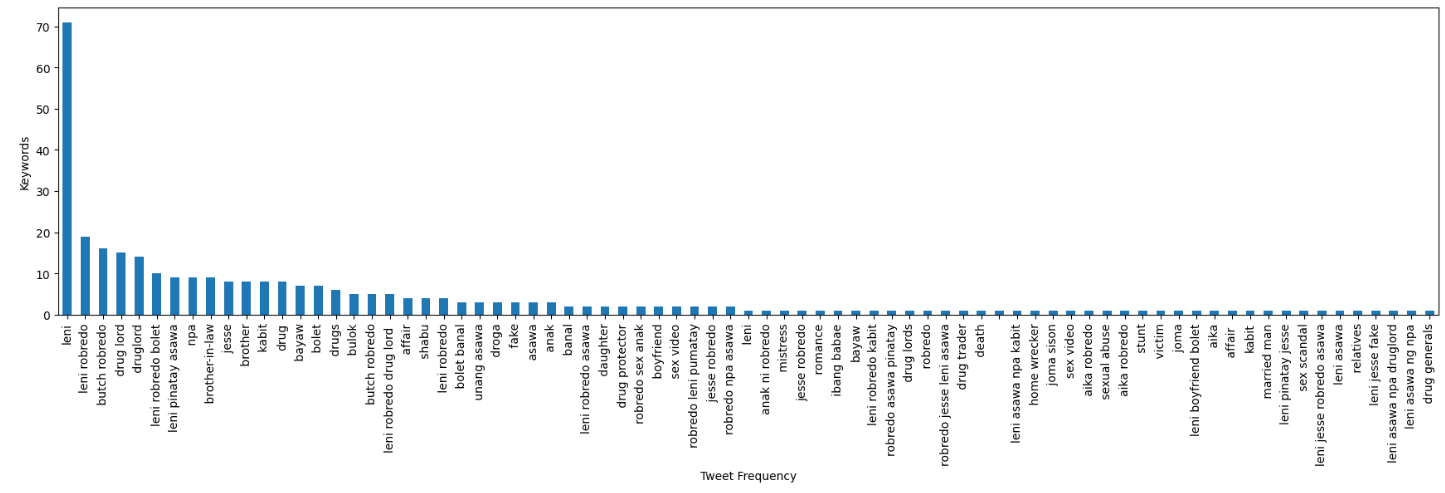 70
60
50
40
30
20
10
0
Keywords
leni
leni robredo
butch robredo
drug lord
druglord
leni robredo bolet
leni pinatay asawa
npa
brother-in-law
jesse
brother
kabit
drug
bayaw
bolet
drugs
bulok
butch robredo
leni robredo drug lord
affair
shabu
leni robredo
bolet banal
unang asawa
droga
fake
asawa
anak
banal
leni robredo asawa
daughter
drug protector
robredo sex anak
boyfriend
sex video
robredo leni pumatay
jesse robredo
robredo npa asawa
leni
anak ni robredo
mistress
jesse robredo
romance
ibang babae
bayaw
leni robredo kabit
robredo asawa pinatay
drug lords
robredo
robredo jesse leni asawa
drug trader
death
leni asawa npa kabit
home wrecker
joma sison
sex video
aika robredo
sexual abuse
aika robredo
stunt
victim
joma
leni boyfriend bolet
aika
affair
kabit
married man
leni pinatay jesse
sex scandal
leni jesse robredo asawa
leni asawa
relatives
leni jesse fake
leni asawa npa druglord
leni asawa ng npa
drug generals
Tweet Frequency